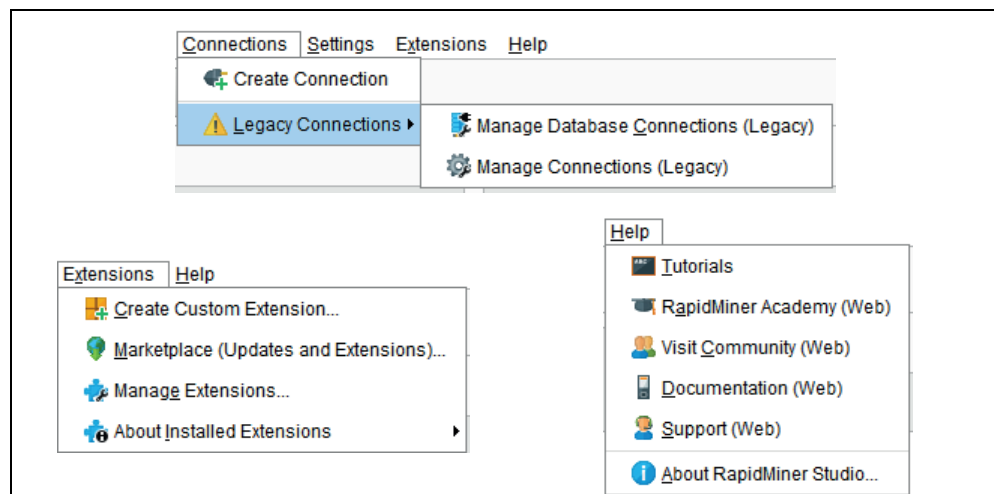 Connections Settings Extensions Help
Create Connection
Legacy Connections
Manage Database Connections (Legacy)
Manage Connections (Legacy)
Extensions Help
Create Custom Extension...
Marketplace (Updates and Extensions)...
Manage Extensions...
About Installed Extensions
Help
Tutorials
RapidMiner Academy (Web)
Visit Community (Web)
Documentation (Web)
Support (Web)
About RapidMiner Studio...